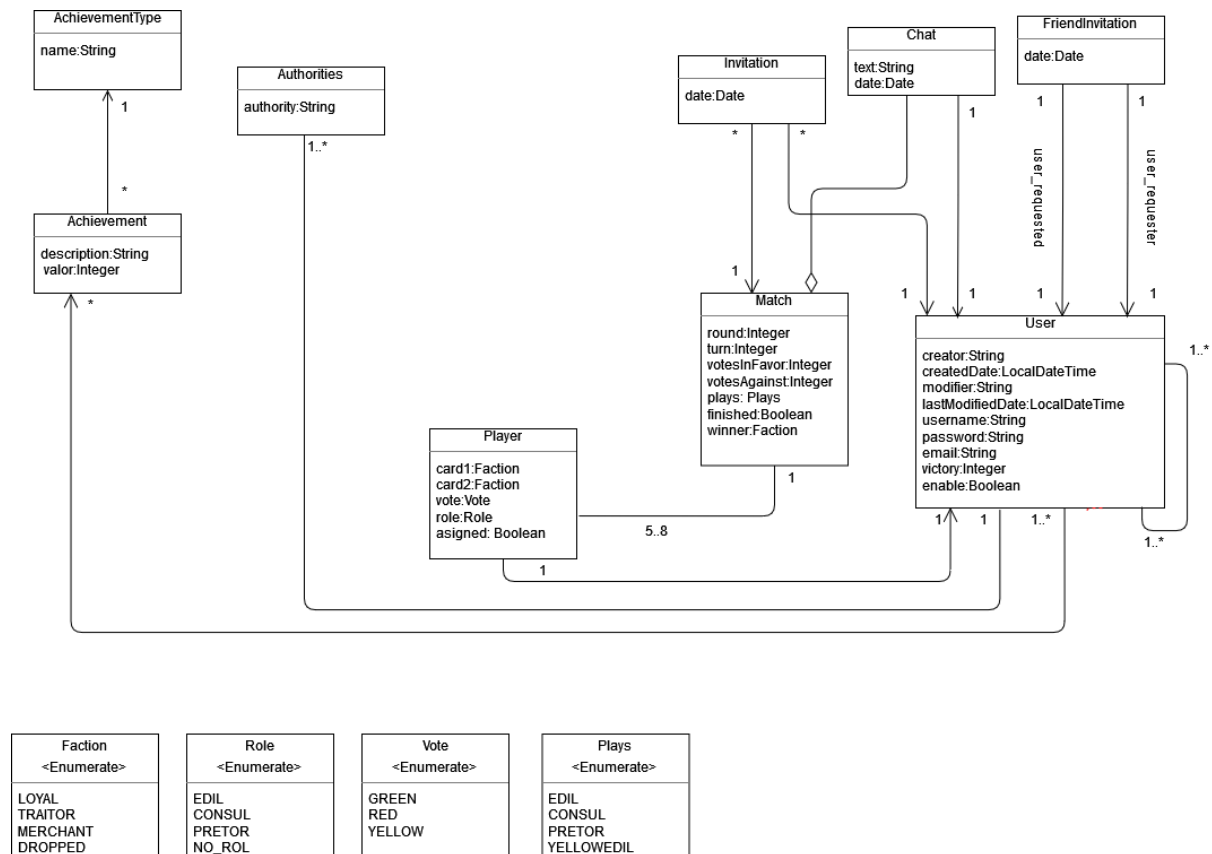 AchievementType
name:String
1
*
Achievement
description:String
valor:Integer
*
Authorities
authority:String
1..*
Invitation
date:Date
*
*
Chat
text:String
date:Date
1
FriendInvitation
date:Date
1
1
user_requested
user_requester
1
1
1
1
1
Match
round:Integer
turn:Integer
votesInFavor:Integer
votesAgainst:Integer
plays: Plays
finished:Boolean
winner:Faction
1
User
creator:String
createdDate:LocalDateTime
modifier:String
lastModifiedDate:LocalDateTime
username:String
password:String
email:String
victory:Integer
enable:Boolean
1..*
1..*
1
1
1..*
Player
card1:Faction
card2:Faction
vote:Vote
role:Role
asigned: Boolean
5..8
1
Faction
<Enumerate>
LOYAL
TRAITOR
MERCHANT
DROPPED
Role
<Enumerate>
EDIL
CONSUL
PRETOR
NO_ROL
Vote
<Enumerate>
GREEN
RED
YELLOW
Plays
<Enumerate>
EDIL
CONSUL
PRETOR
YELLOWEDIL